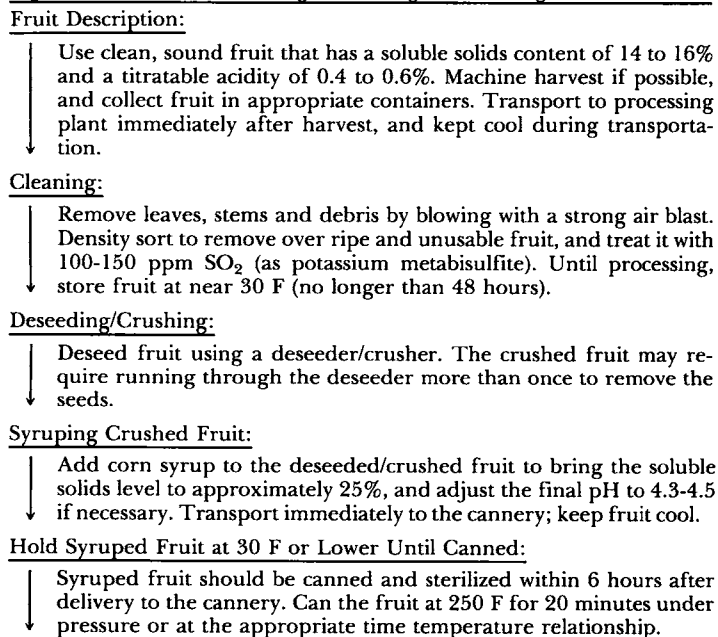 Fruit Description:
Use clean, sound fruit that has a soluble solids content of 14 to 16%
and a titratable acidity of 0.4 to 0.6%. Machine harvest if possible,
and collect fruit in appropriate containers. Transport to processing
plant immediately after harvest, and kept cool during transporta-
tion.
Cleaning:
Remove leaves, stems and debris by blowing with a strong air blast.
Density sort to remove over ripe and unusable fruit, and treat it with
100-150 ppm SO₂ (as potassium metabisulfite). Until processing,
store fruit at near 30 F (no longer than 48 hours).
Deseeding/Crushing:
Deseed fruit using a deseeder/crusher. The crushed fruit may re-
quire running through the deseeder more than once to remove the
seeds.
Syruping Crushed Fruit:
Add corn syrup to the deseeded/crushed fruit to bring the soluble
solids level to approximately 25%, and adjust the final pH to 4.3-4.5
if necessary. Transport immediately to the cannery; keep fruit cool.
Hold Syruped Fruit at 30 F or Lower Until Canned:
Syruped fruit should be canned and sterilized within 6 hours after
delivery to the cannery. Can the fruit at 250 F for 20 minutes under
pressure or at the appropriate time temperature relationship.